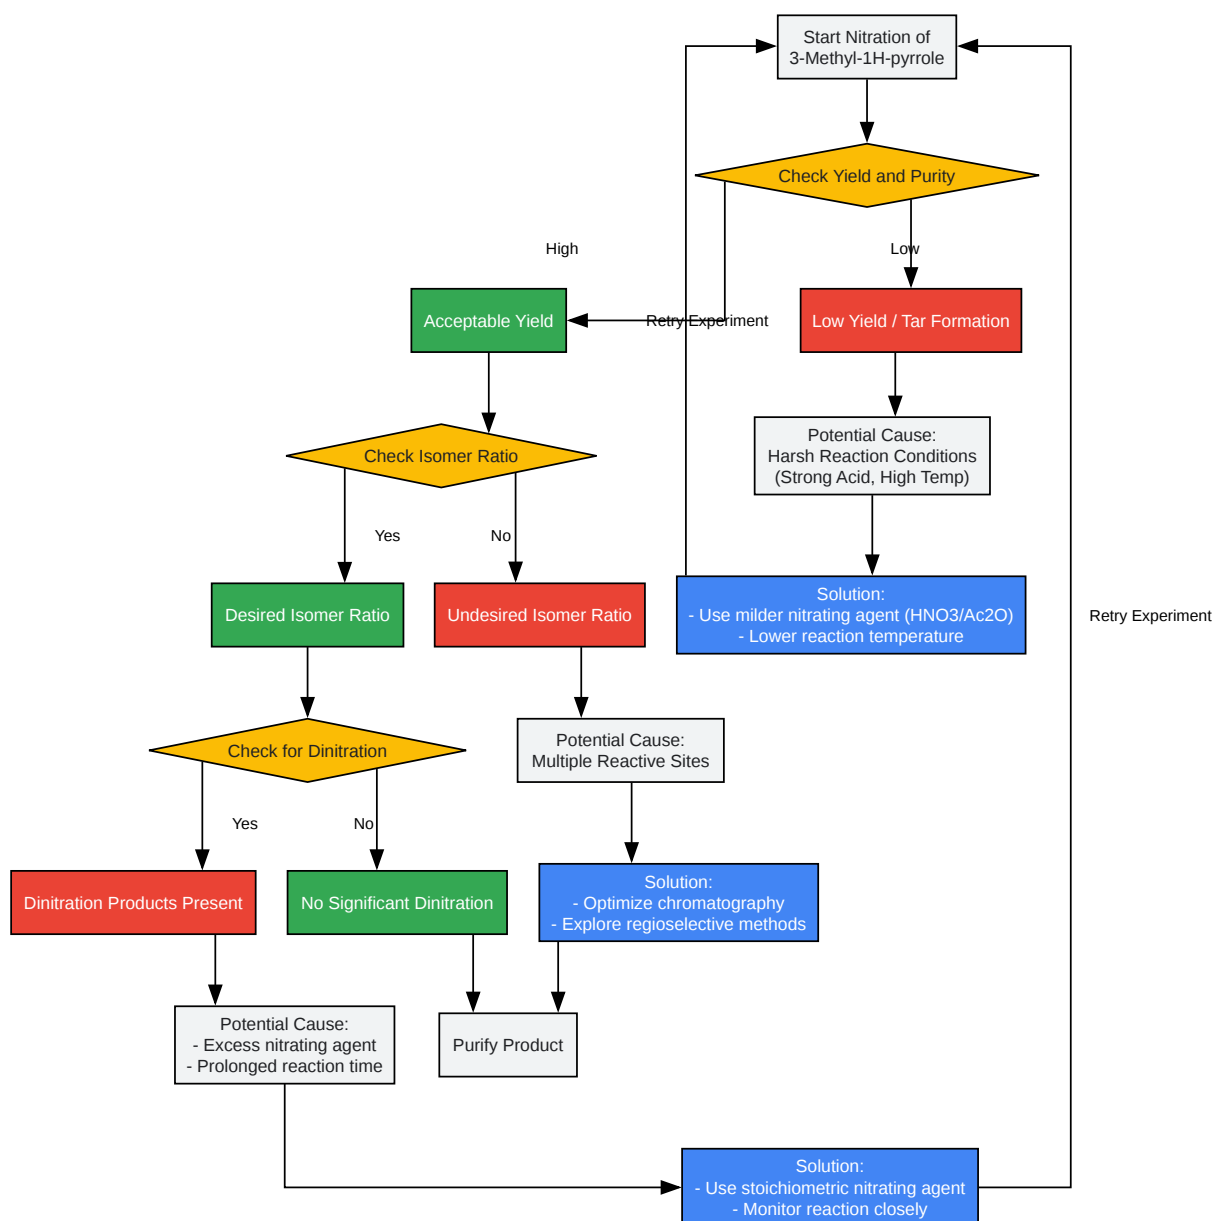 Start Nitration of
3-Methyl-1H-pyrrole
Check Yield and Purity
High
Low
Acceptable Yield
Retry Experiment
Low Yield / Tar Formation
Check Isomer Ratio
Potential Cause:
Harsh Reaction Conditions
(Strong Acid, High Temp)
Yes
No
Desired Isomer Ratio
Undesired Isomer Ratio
Solution:
- Use milder nitrating agent (HNO3/Ac2O)
- Lower reaction temperature
Retry Experiment
Check for Dinitration
Potential Cause:
Multiple Reactive Sites
Yes
No
Dinitration Products Present
No Significant Dinitration
Solution:
- Optimize chromatography
- Explore regioselective methods
Potential Cause:
- Excess nitrating agent
- Prolonged reaction time
Purify Product
Solution:
- Use stoichiometric nitrating agent
- Monitor reaction closely